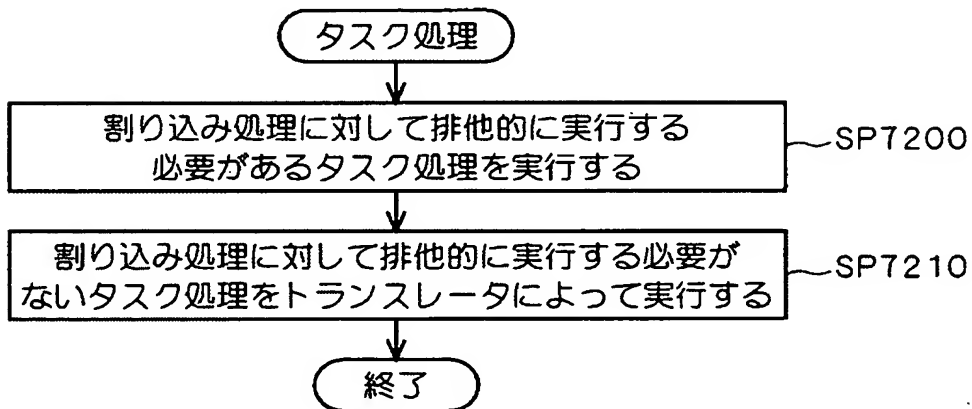 タスク処理
割り込み処理に対して排他的に実行する
必要があるタスク処理を実行する
SP7200
割り込み処理に対して排他的に実行する必要が
ないタスク処理をトランスレータによって実行する
SP7210
終了